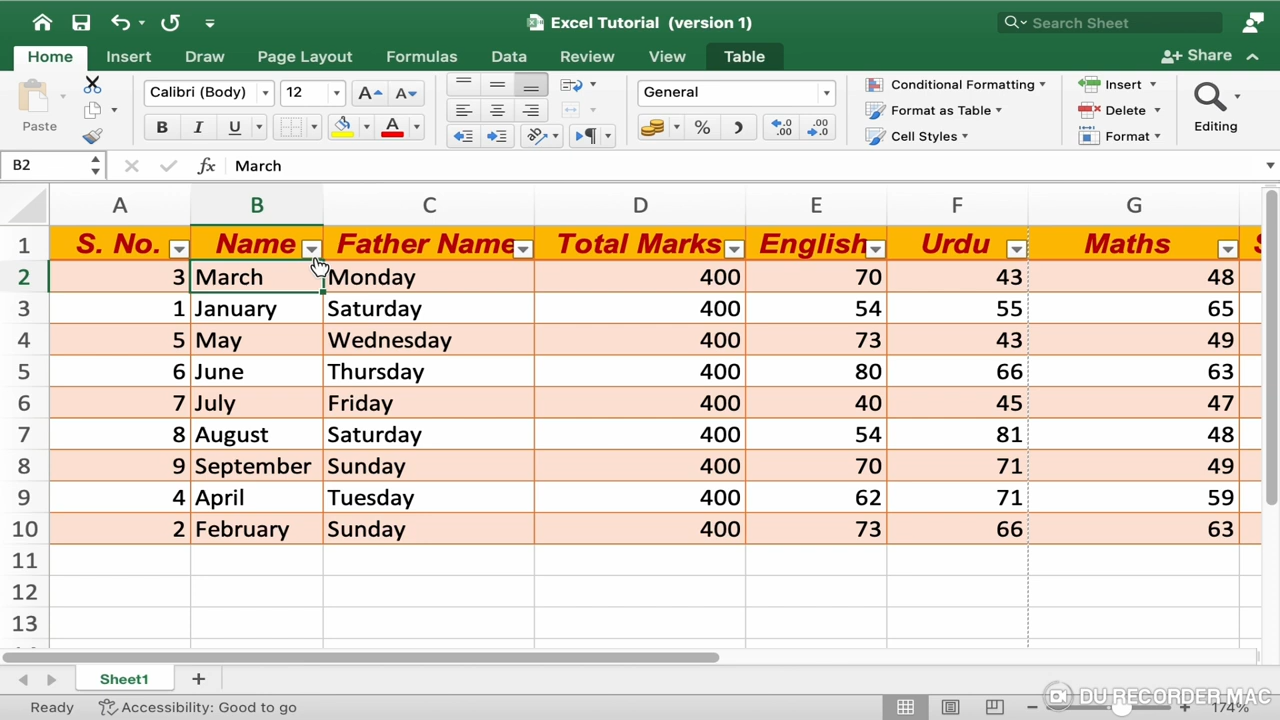 Excel Tutorial (version 1)
Search Sheet
Home Insert Draw Page Layout Formulas Data Review View Table
Share
Paste
Calibri (Body) 12
General
Conditional Formatting
Format as Table
Cell Styles
Insert
Delete
Format
Editing
B2 fx March
A B C D E F G
1 S. No. Name Father Name Total Marks English Urdu Maths
2 3 March Monday 400 70 43 48
3 1 January Saturday 400 54 55 65
4 5 May Wednesday 400 73 43 49
5 6 June Thursday 400 80 66 63
6 7 July Friday 400 40 45 47
7 8 August Saturday 400 54 81 48
8 9 September Sunday 400 70 71 49
9 4 April Tuesday 400 62 71 59
10 2 February Sunday 400 73 66 63
11
12
13
Sheet1
Ready Accessibility: Good to go
DU RECORDER MAC
174%